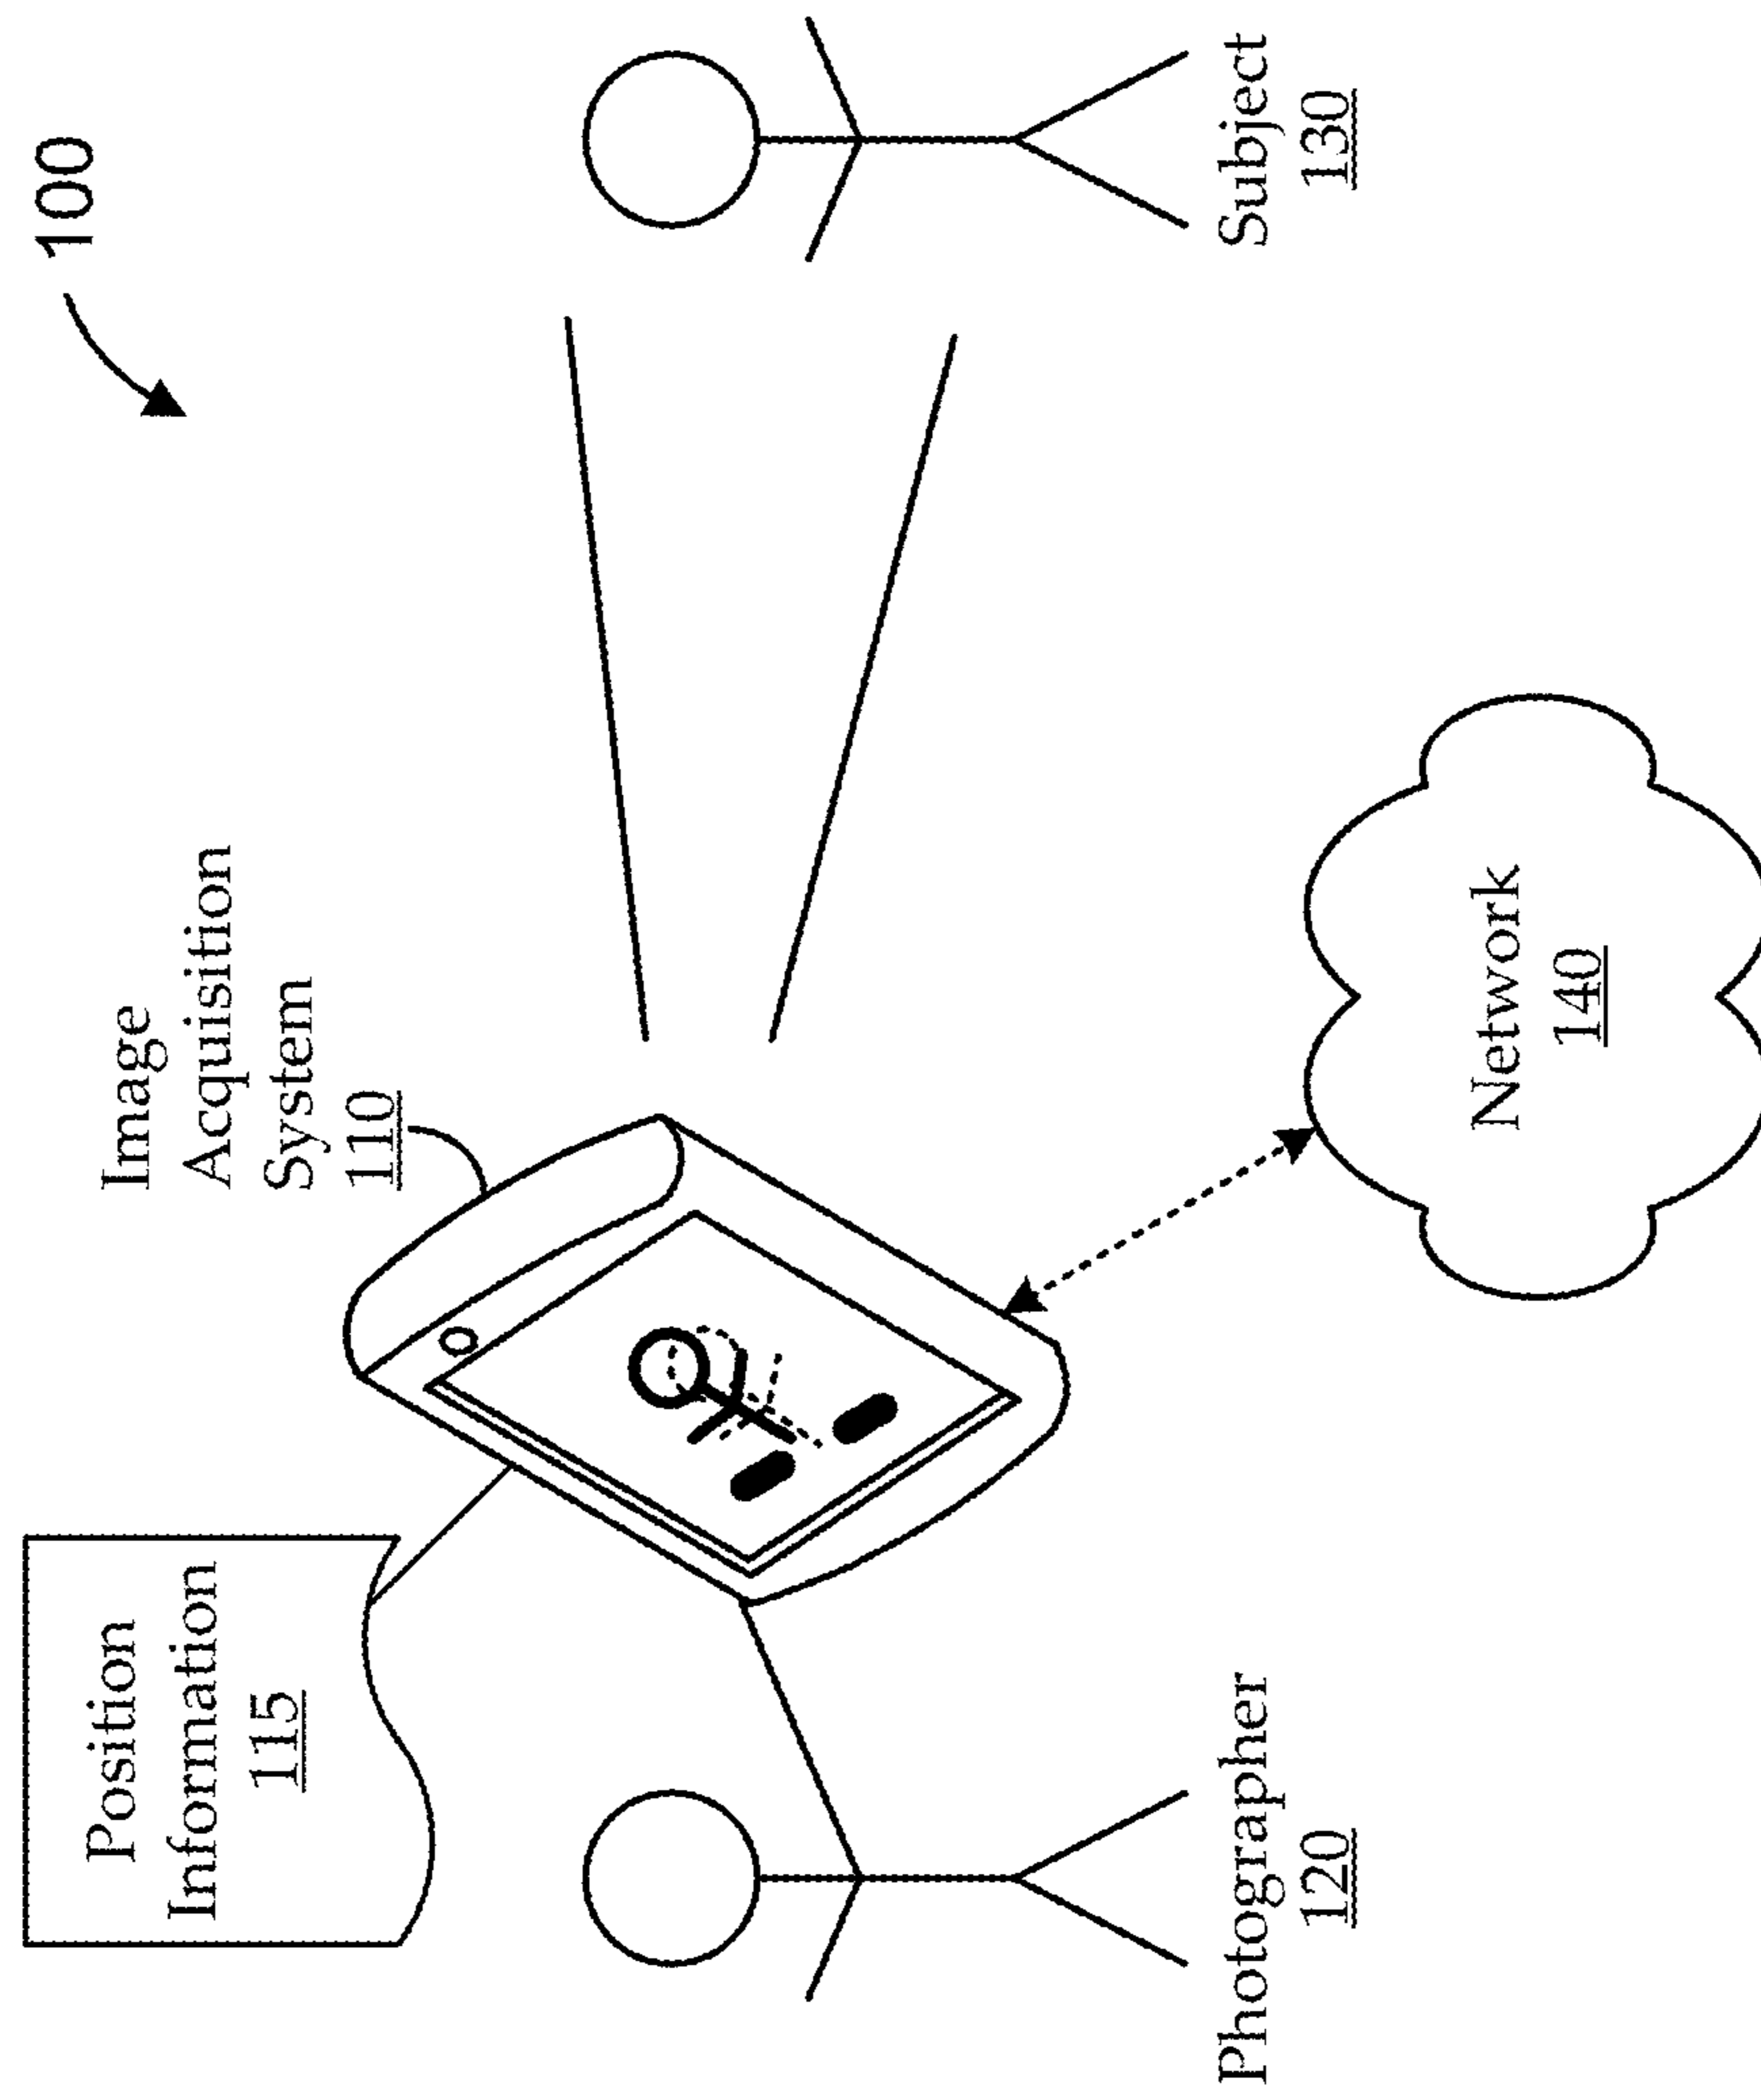 100
Position
Information
115
Image
Acquisition
System
110
Photographer
120
Subject
130
Network
140